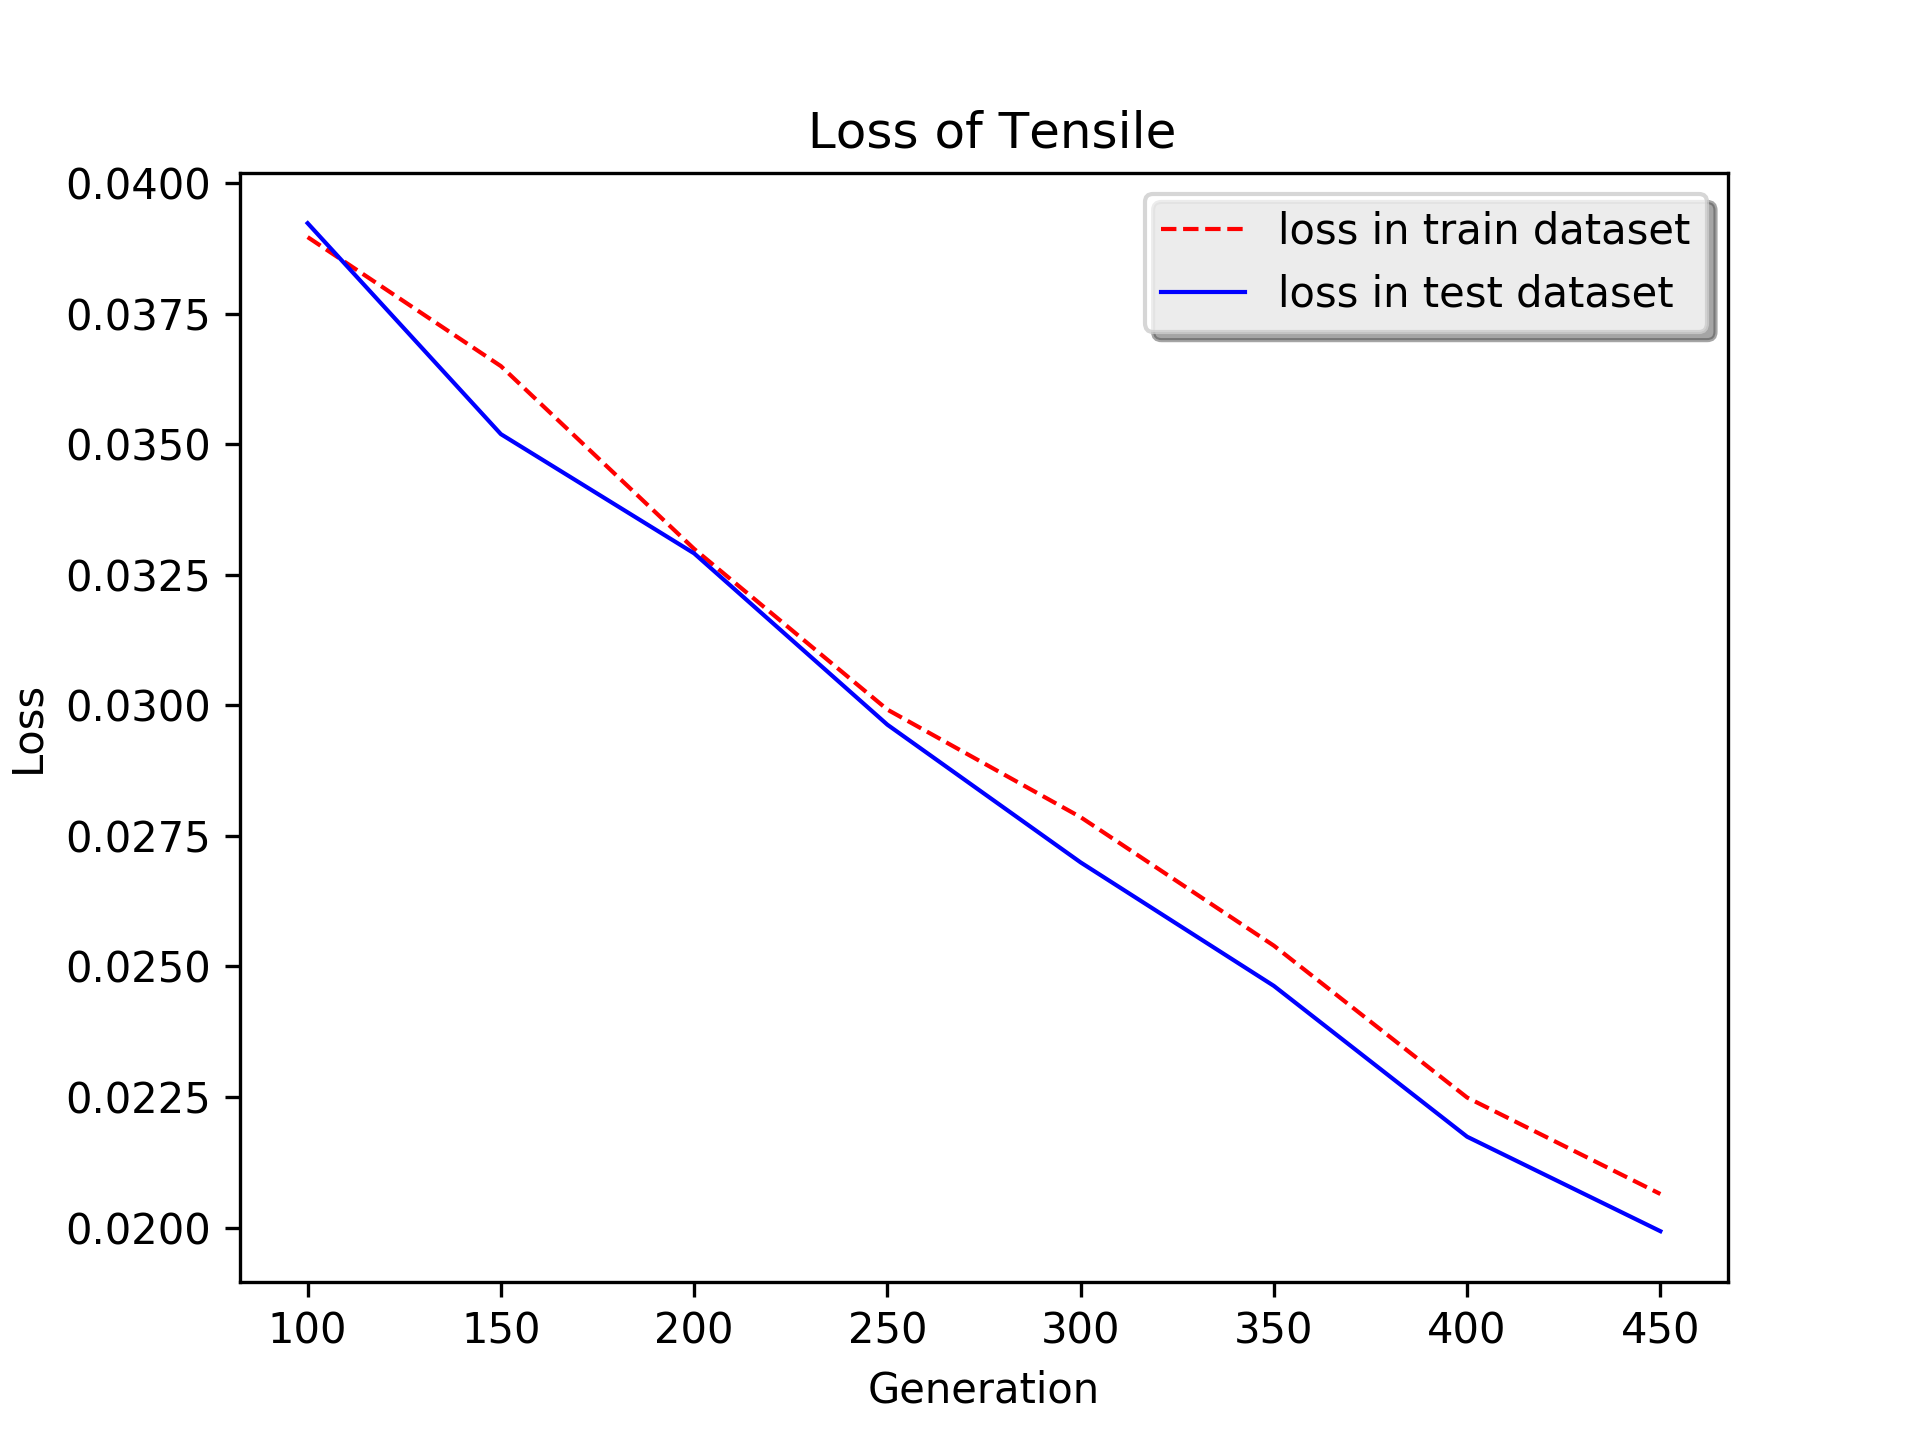 Loss of Tensile
loss in train dataset
loss in test dataset
0.0400
0.0375
0.0350
0.0325
0.0300
0.0275
0.0250
0.0225
0.0200
Loss
100 150 200 250 300 350 400 450
Generation